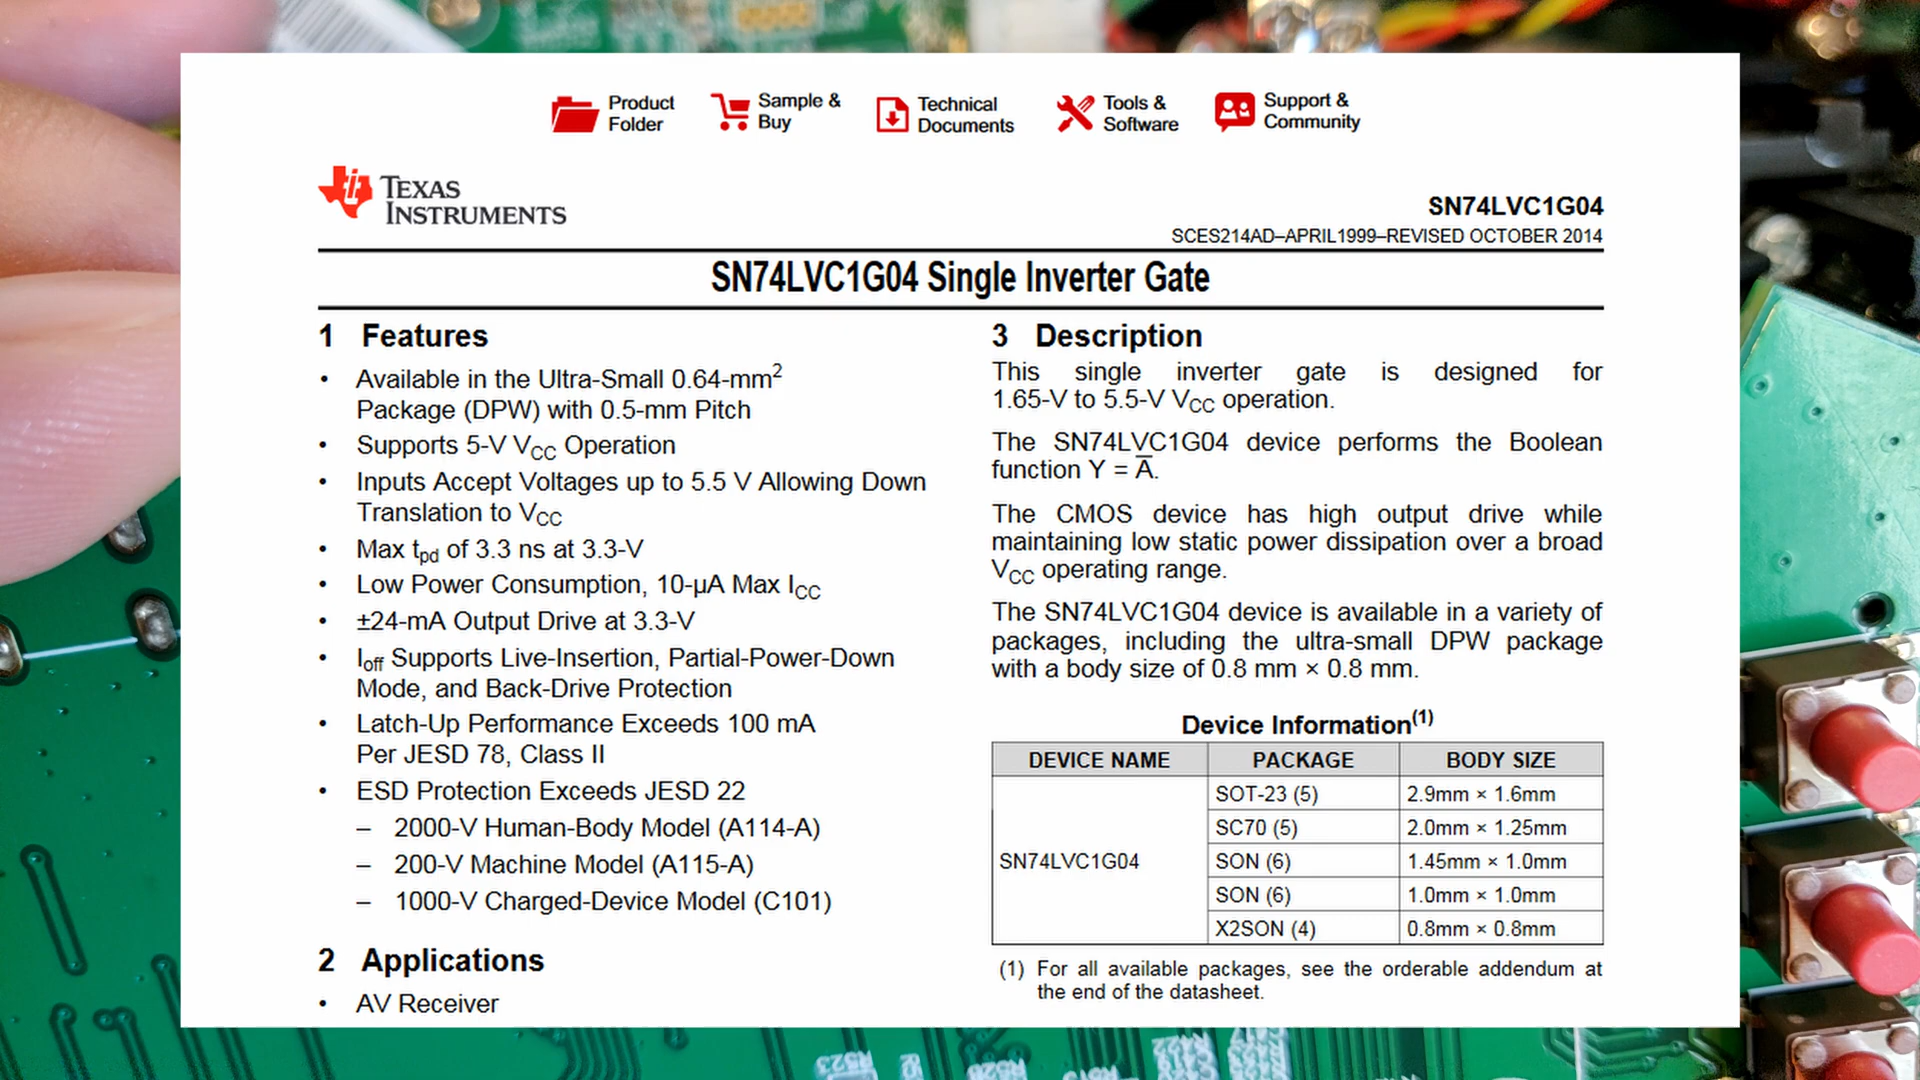 Product
Folder
Sample &
Buy
Technical
Documents
Tools &
Software
Support &
Community
TEXAS
INSTRUMENTS
SN74LVC1G04
SCES214AD–APRIL1999–REVISED OCTOBER 2014
SN74LVC1G04 Single Inverter Gate
1 Features
• Available in the Ultra-Small 0.64-mm²
Package (DPW) with 0.5-mm Pitch
• Supports 5-V VCC Operation
• Inputs Accept Voltages up to 5.5 V Allowing Down
Translation to VCC
• Max tpd of 3.3 ns at 3.3-V
• Low Power Consumption, 10-µA Max ICC
• ±24-mA Output Drive at 3.3-V
• Ioff Supports Live-Insertion, Partial-Power-Down
Mode, and Back-Drive Protection
• Latch-Up Performance Exceeds 100 mA
Per JESD 78, Class II
• ESD Protection Exceeds JESD 22
– 2000-V Human-Body Model (A114-A)
– 200-V Machine Model (A115-A)
– 1000-V Charged-Device Model (C101)
2 Applications
• AV Receiver
3 Description
This single inverter gate is designed for
1.65-V to 5.5-V VCC operation.
The SN74LVC1G04 device performs the Boolean
function Y = A̅.
The CMOS device has high output drive while
maintaining low static power dissipation over a broad
VCC operating range.
The SN74LVC1G04 device is available in a variety of
packages, including the ultra-small DPW package
with a body size of 0.8 mm × 0.8 mm.
Device Information(1)
DEVICE NAME PACKAGE BODY SIZE
SN74LVC1G04
SOT-23 (5) 2.9mm × 1.6mm
SC70 (5) 2.0mm × 1.25mm
SON (6) 1.45mm × 1.0mm
SON (6) 1.0mm × 1.0mm
X2SON (4) 0.8mm × 0.8mm
(1) For all available packages, see the orderable addendum at
the end of the datasheet.
R523